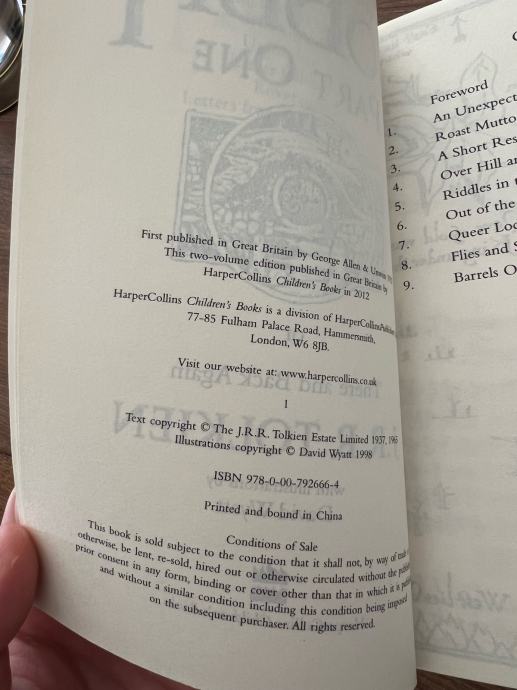 First published in Great Britain by George Allen &
This two-volume edition published in Great Britain by
HarperCollins Children's Books in 2012
HarperCollins Children's Books is a division of
77–85 Fulham Palace Road, Hammersmith,
London, W6 8JB.
Visit our website at: www.harpercollins.co.uk
1
Text copyright © The J.R.R. Tolkien Estate Limited 1937,
Illustrations copyright © David Wyatt 1998
ISBN 978-0-00-792666-4
Printed and bound in China
Conditions of Sale
This book is sold subject to the condition that it shall not, by way of
otherwise, be lent, re-sold, hired out or otherwise circulated without the
prior consent in any form, binding or cover other than that in which it is
and without a similar condition including this condition being imposed
on the subsequent purchaser. All rights reserved.
Foreword
1. An
2. Roast
3. A Short
4. Over Hill
5. Riddles in
6. Out of the
7. Queer
8. Flies and
9. Barrels